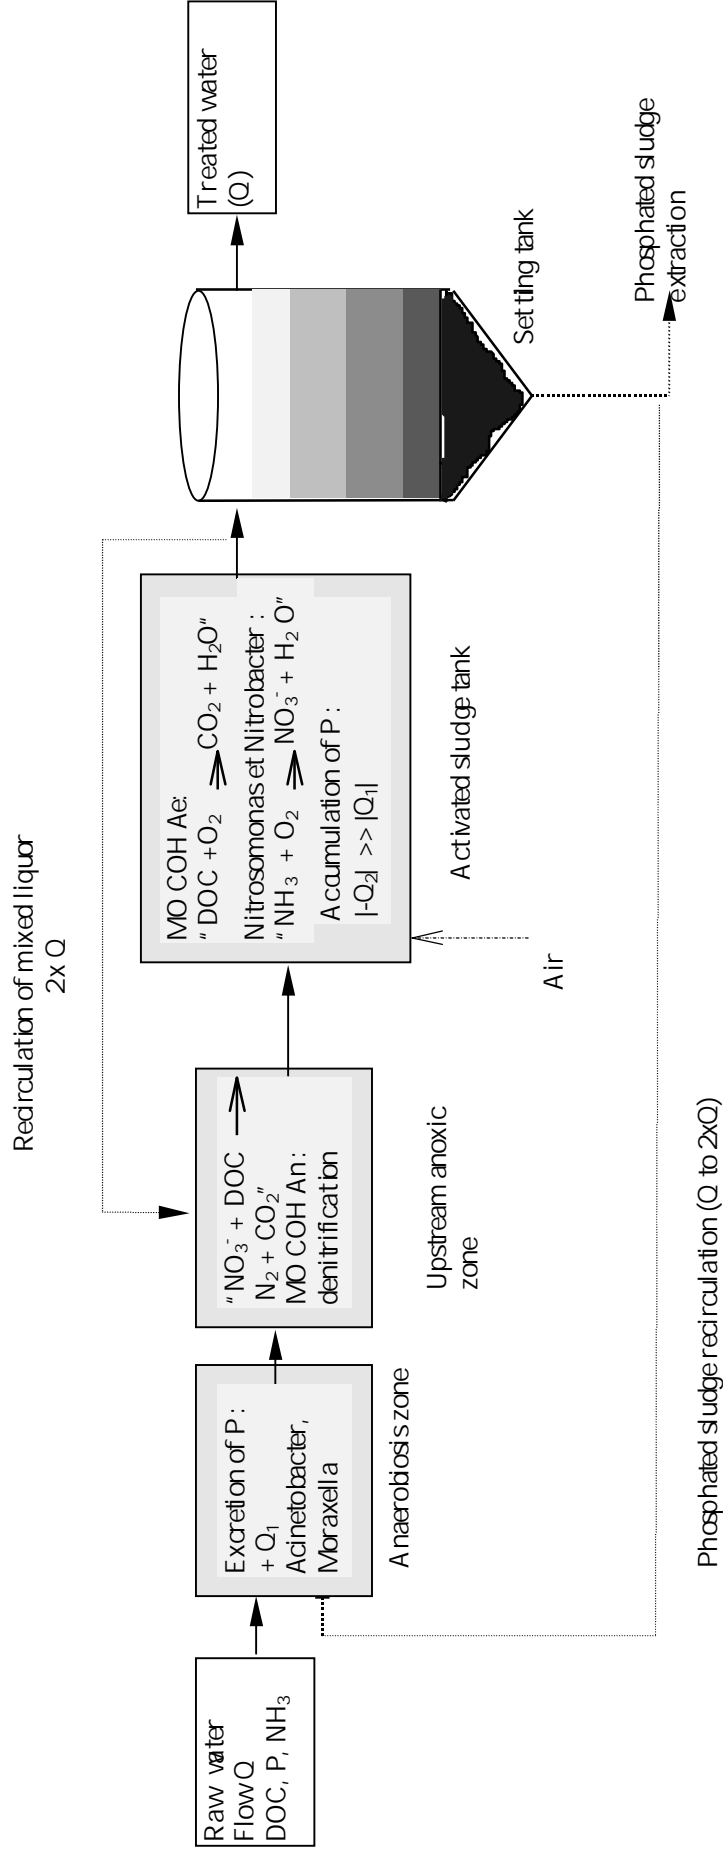 Recirculation of mixed liquor
2x Q
Raw water
Flow Q
DOC, P, NH₃
Excretion of P :
+ Q₁
Acinetobacter,
Moraxella
Anaerobiosis zone
“ NO₃⁻ + DOC
N₂ + CO₂”
MO COH An :
denitrification
Upstream anoxic
zone
MO COH Ae:
“ DOC + O₂ CO₂ + H₂O”
Nitrosomonas et Nitrobacter :
“ NH₃ + O₂ NO₃⁻ + H₂ O”
Accumulation of P :
|-Q₂| >> |Q₁|
Activated sludge tank
Air
Settling tank
Treated water
(Q)
Phosphated sludge
extraction
Phosphated sludge recirculation (Q to 2xQ)